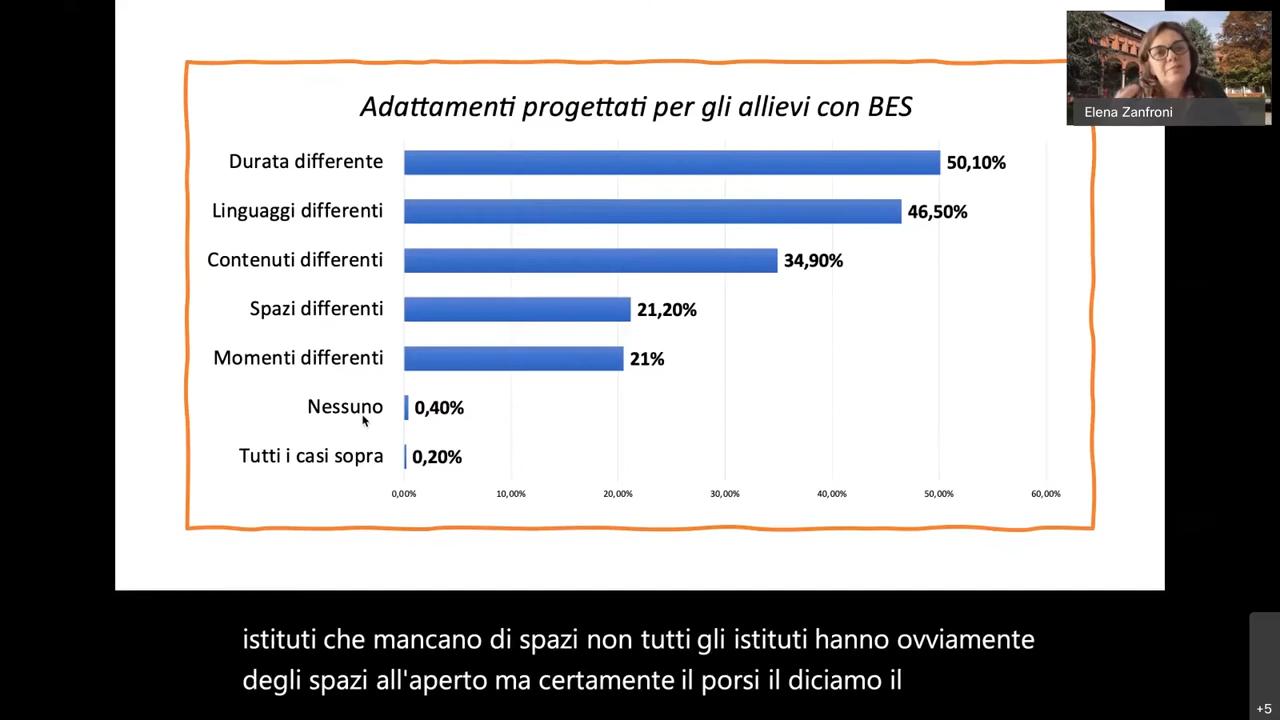 Elena Zanfroni
Adattamenti progettati per gli allievi con BES
Durata differente 50,10%
Linguaggi differenti 46,50%
Contenuti differenti 34,90%
Spazi differenti 21,20%
Momenti differenti 21%
Nessuno 0,40%
Tutti i casi sopra 0,20%
0,00% 10,00% 20,00% 30,00% 40,00% 50,00% 60,00%
istituti che mancano di spazi non tutti gli istituti hanno ovviamente
degli spazi all'aperto ma certamente il porsi il diciamo il
+5